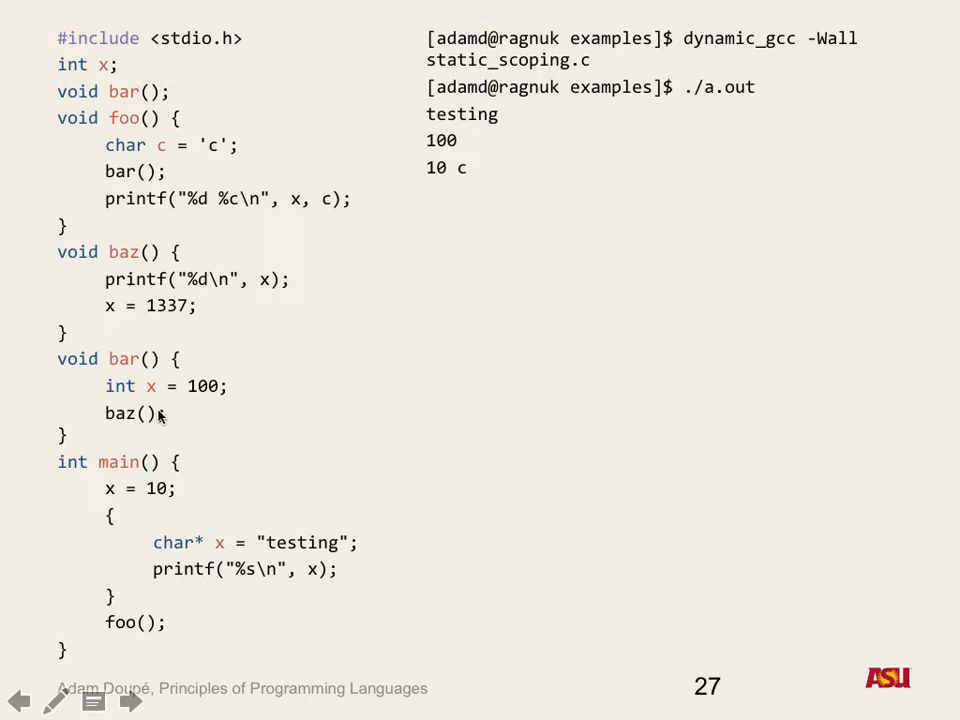 #include <stdio.h>
int x;
void bar();
void foo() {
char c = 'c';
bar();
printf("%d %c\n", x, c);
}
void baz() {
printf("%d\n", x);
x = 1337;
}
void bar() {
int x = 100;
baz();
}
int main() {
x = 10;
{
char* x = "testing";
printf("%s\n", x);
}
foo();
}
[adamd@ragnuk examples]$ dynamic_gcc -Wall
static_scoping.c
[adamd@ragnuk examples]$ ./a.out
testing
100
10 c
Adam Doupé, Principles of Programming Languages
27
ASU